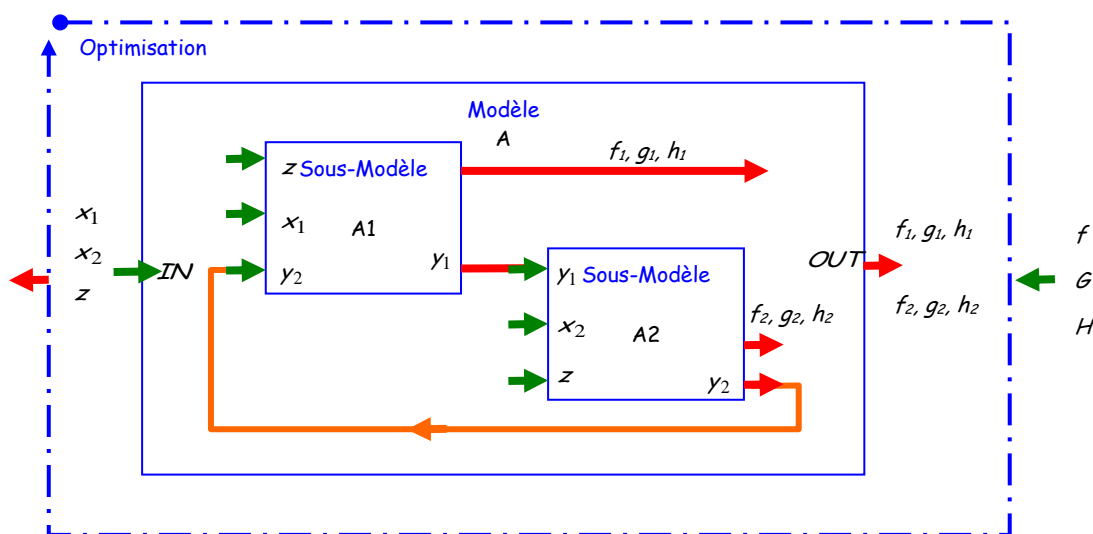 Optimisation
Modèle
A
f₁, g₁, h₁
z Sous-Modèle
x₁
A1
y₂
y₁
x₁
x₂
z
IN
y₁ Sous-Modèle
x₂
A2
z
f₂, g₂, h₂
y₂
OUT
f₁, g₁, h₁
f₂, g₂, h₂
f
G
H